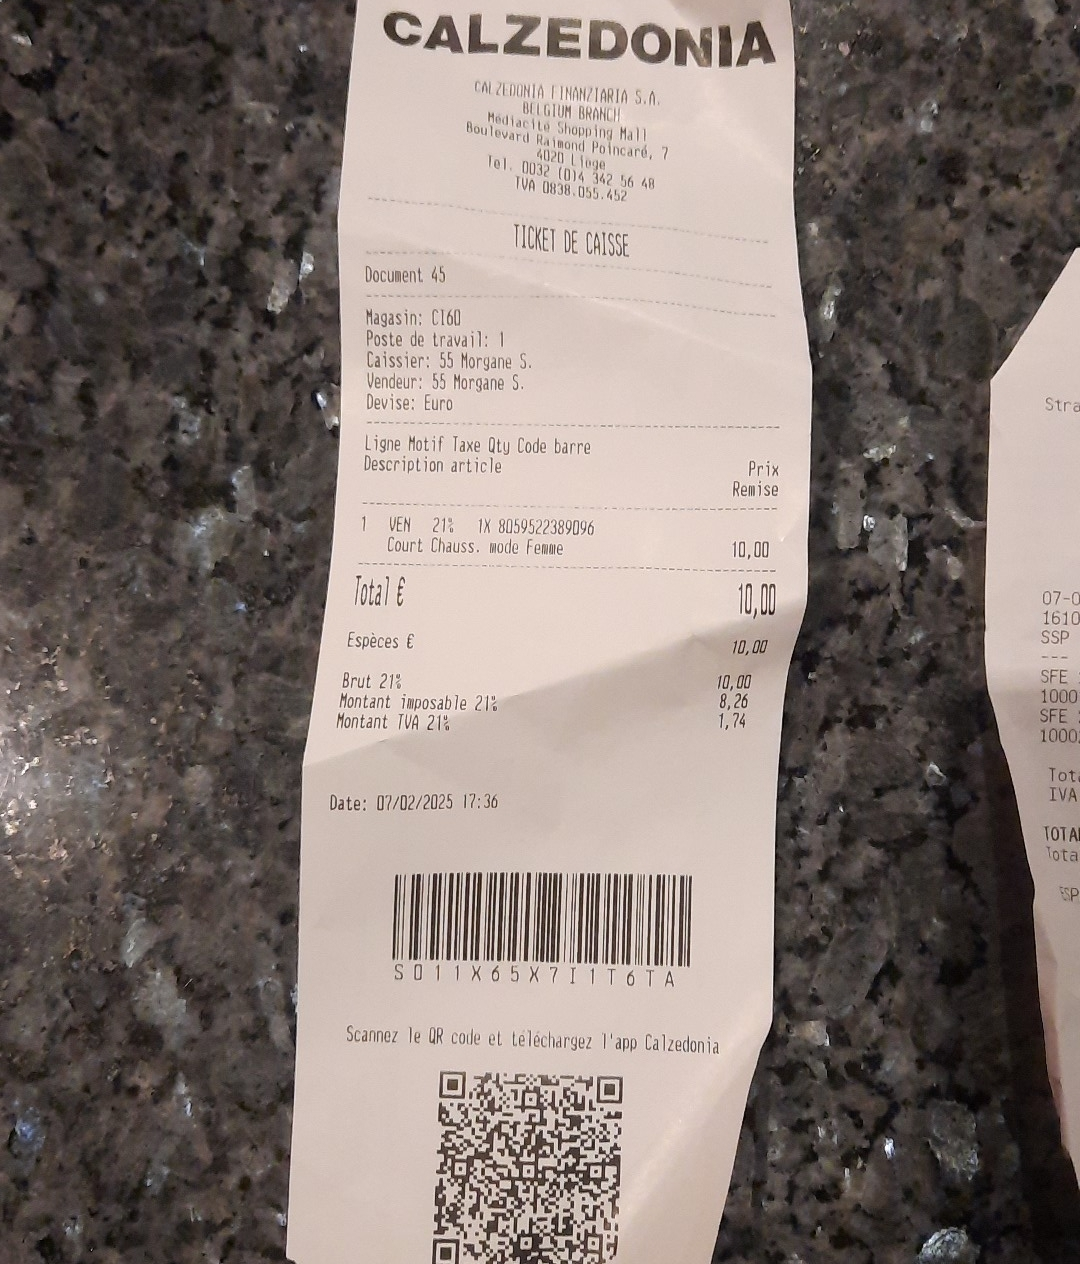 CALZEDONIA
CALZEDONIA FINANZIARIA S.A.
BELGIUM BRANCH
Médiacité Shopping Mall
Boulevard Raimond Poincaré, 7
4020 Liege
Tel. 0032 (0)4 342 56 48
TVA 0838.055.452
TICKET DE CAISSE
Document 45
Magasin: CI60
Poste de travail: 1
Caissier: 55 Morgane S.
Vendeur: 55 Morgane S.
Devise: Euro
Ligne Motif Taxe Qty Code barre
Description article Prix
Remise
1 VEN 21% 1X 8059522389096
Court Chauss. mode Femme 10,00
Total € 10,00
Espèces € 10,00
Brut 21% 10,00
Montant imposable 21% 8,26
Montant TVA 21% 1,74
Date: 07/02/2025 17:36
S011X65X7I1T6TA
Scannez le QR code et téléchargez l'app Calzedonia
Stra
07-0
1610
SSP
---
SFE
1000
SFE
1000
Tota
IVA
TOTAL
Tota
ESP